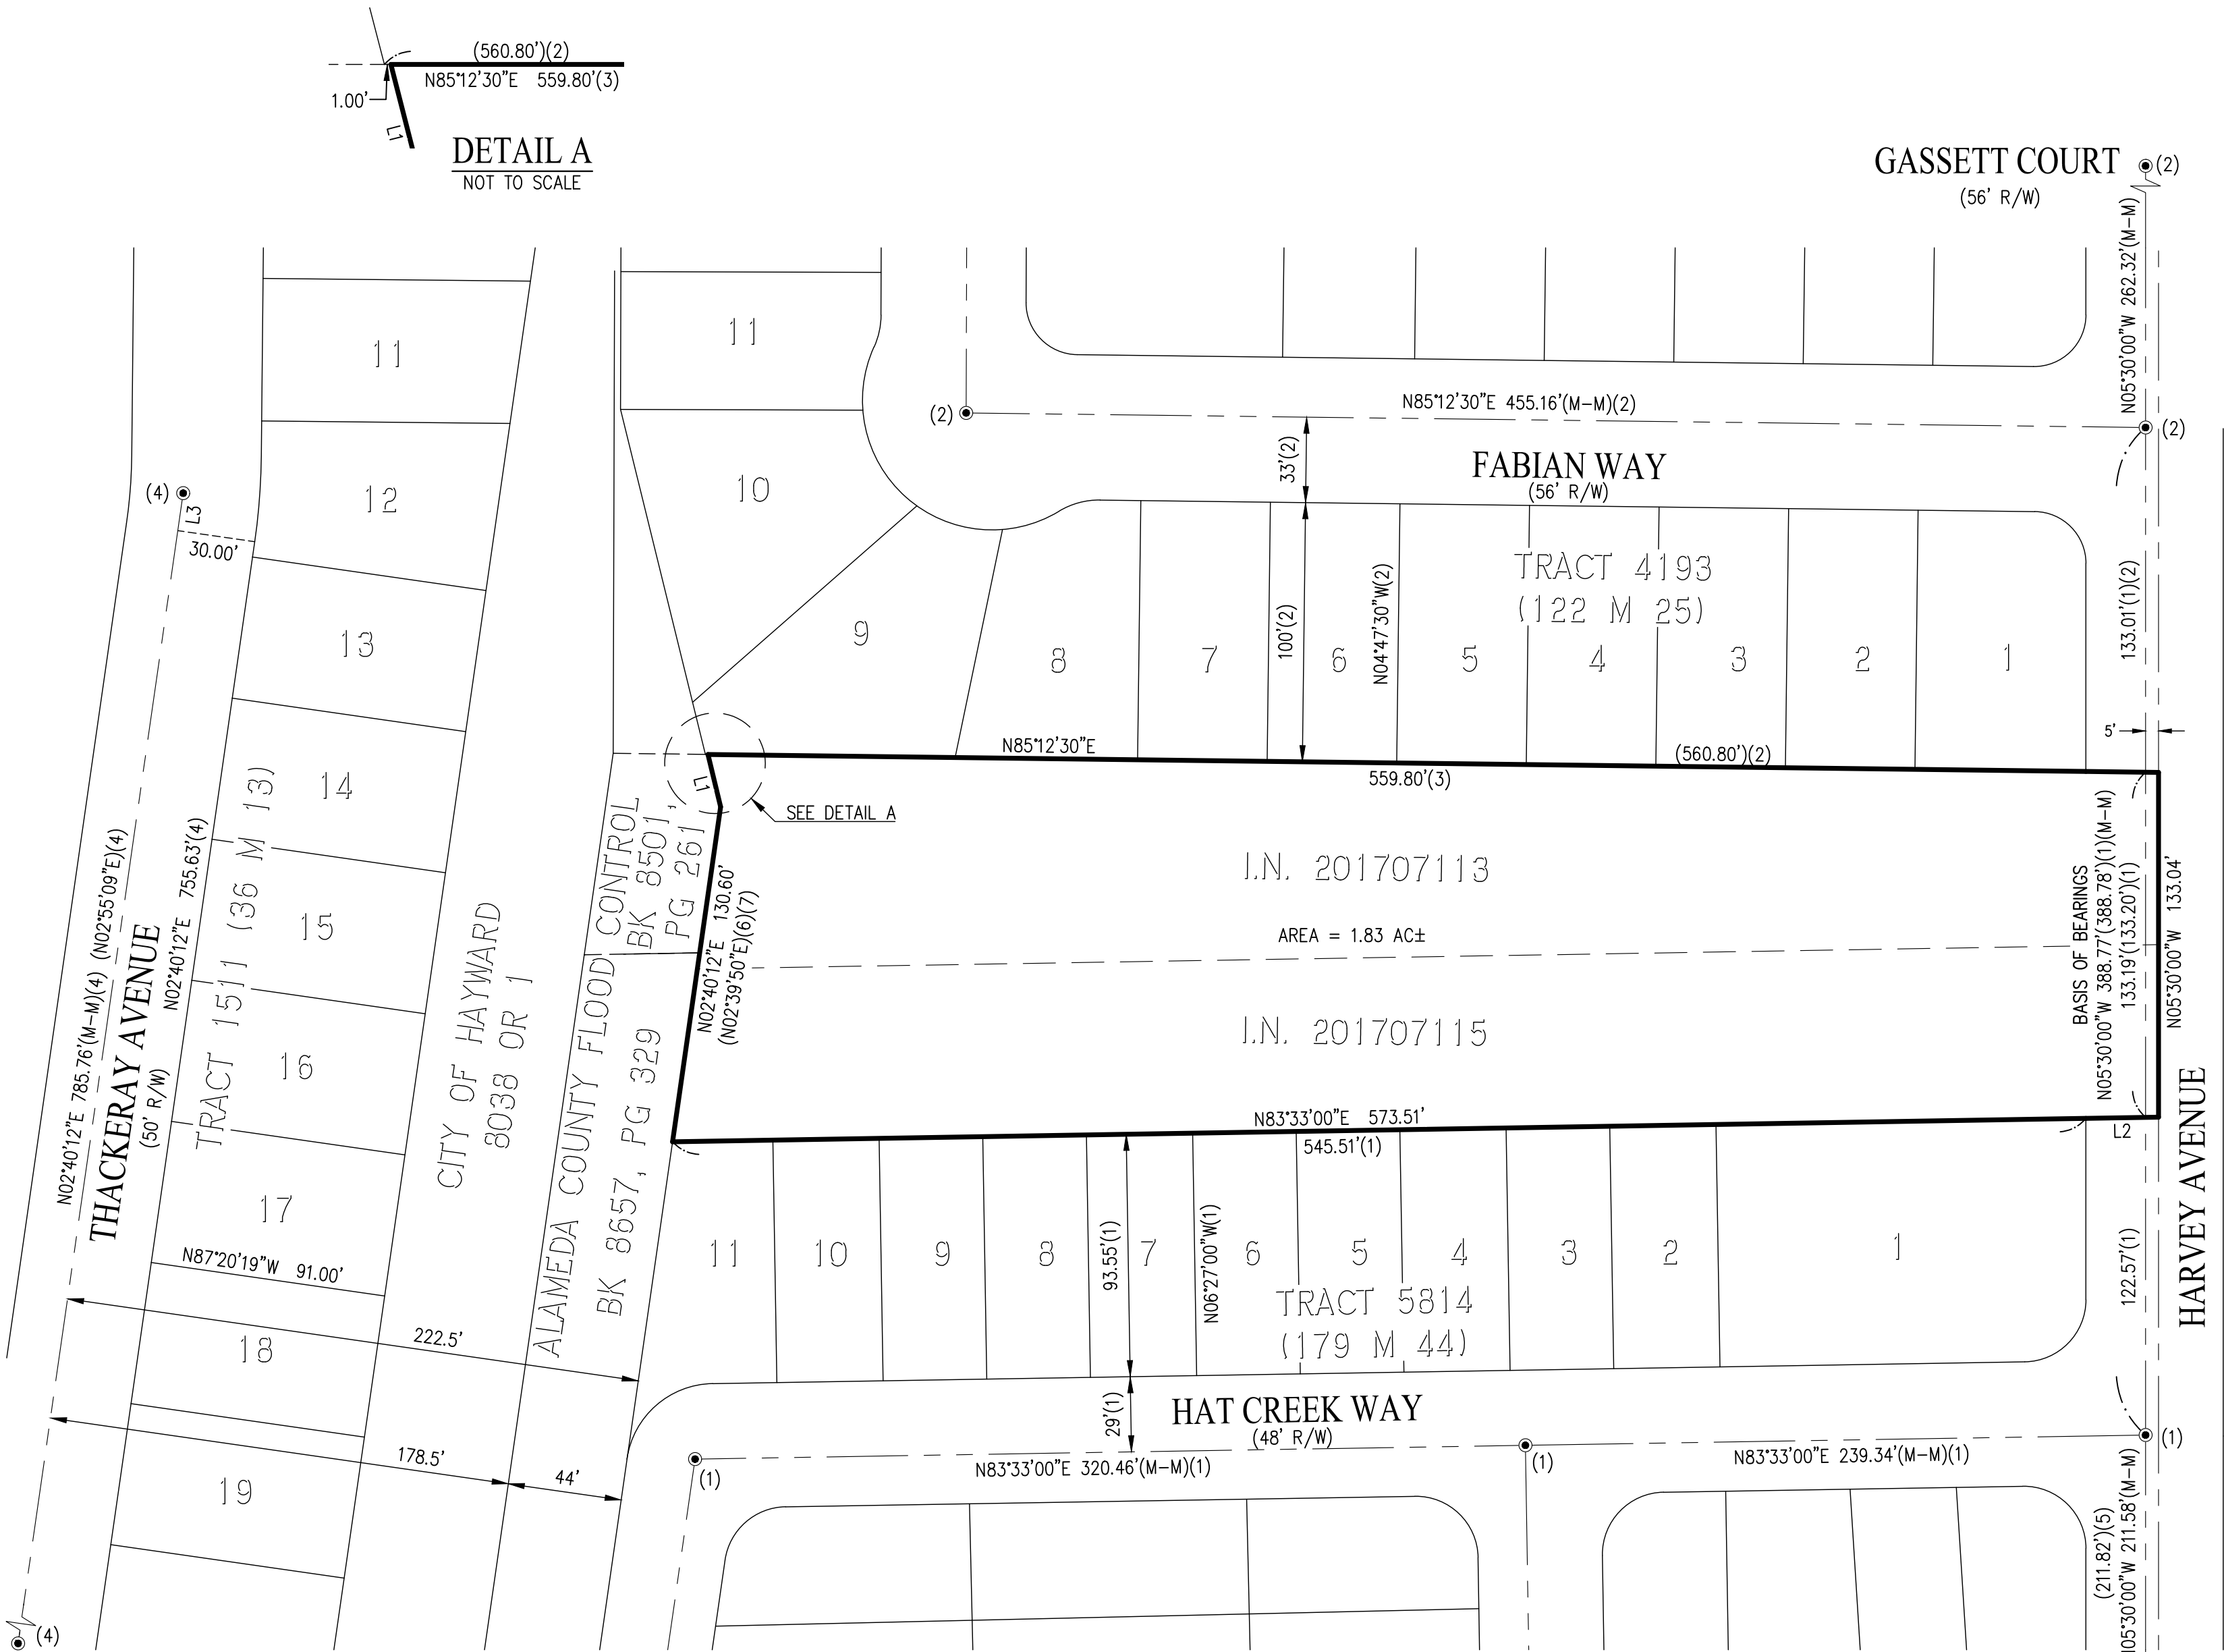 (560.80')(2)
N85°12'30"E 559.80'(3)
1.00'
L1
DETAIL A
NOT TO SCALE
GASSETT COURT
(56' R/W)
(2)
N05°30'00"W 262.32'(M-M)
11
11
(2)
N85°12'30"E 455.16'(M-M)(2)
(2)
33'(2)
FABIAN WAY
(56' R/W)
(4)
L3
30.00'
12
10
TRACT 4193
(122 M 25)
100'(2)
N04°47'30"W(2)
133.01'(1)(2)
13
9
8
7
6
5
4
3
2
1
5'
N85°12'30"E
(560.80')(2)
559.80'(3)
L1
SEE DETAIL A
14
15
16
17
18
19
N02°40'12"E 785.76'(M-M)(4) (N02°55'09"E)(4)
THACKERAY AVENUE
(50' R/W)
N02°40'12"E 755.63'(4)
TRACT 1511 (36 M 13)
CITY OF HAYWARD
8038 OR 1
ALAMEDA COUNTY FLOOD CONTROL
BK 8501,
PG 261
BK 8657, PG 329
N02°40'12"E 130.60'
(N02°39'50"E)(6)(7)
I.N. 201707113
AREA = 1.83 AC±
I.N. 201707115
BASIS OF BEARINGS
N05°30'00"W 388.77'(388.78')(1)(M-M)
133.19'(133.20')(1)
N05°30'00"W 133.04'
N83°33'00"E 573.51'
545.51'(1)
L2
HARVEY AVENUE
122.57'(1)
11
10
9
8
7
6
5
4
3
2
1
93.55'(1)
N06°27'00"W(1)
TRACT 5814
(179 M 44)
N87°20'19"W 91.00'
222.5'
178.5'
44'
29'(1)
HAT CREEK WAY
(48' R/W)
(1)
N83°33'00"E 320.46'(M-M)(1)
(1)
N83°33'00"E 239.34'(M-M)(1)
(1)
(211.82')(5)
N05°30'00"W 211.58'(M-M)
(4)